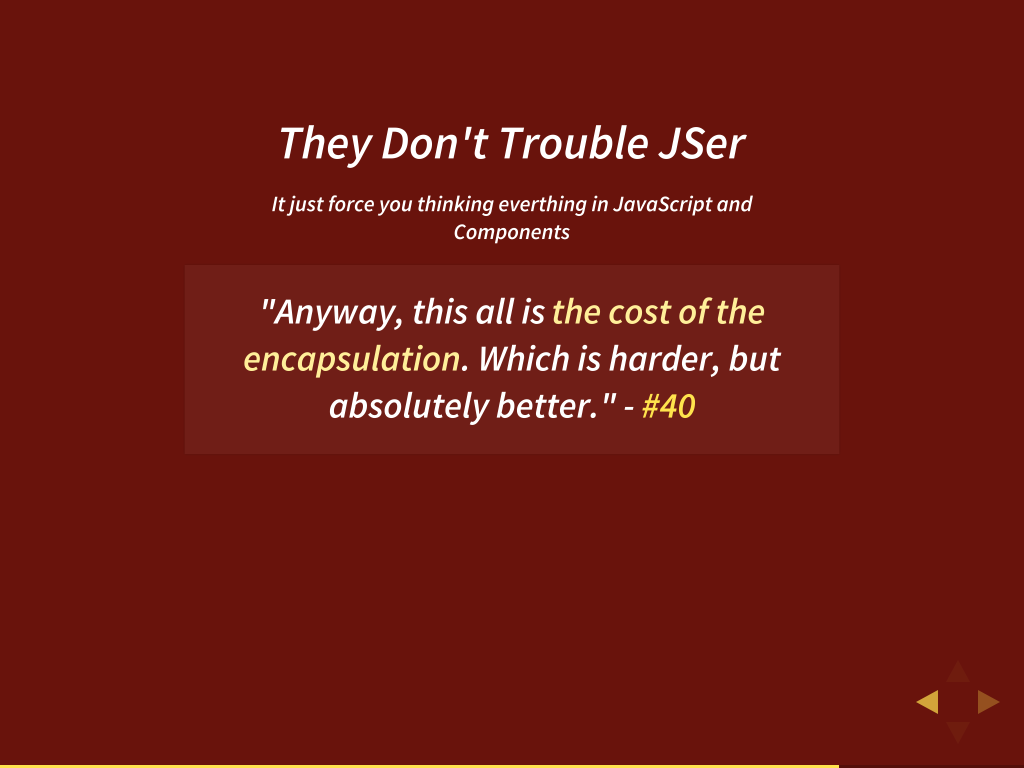 They Don't Trouble JSer
It just force you thinking everthing in JavaScript and
Components
"Anyway, this all is the cost of the
encapsulation. Which is harder, but
absolutely better." - #40